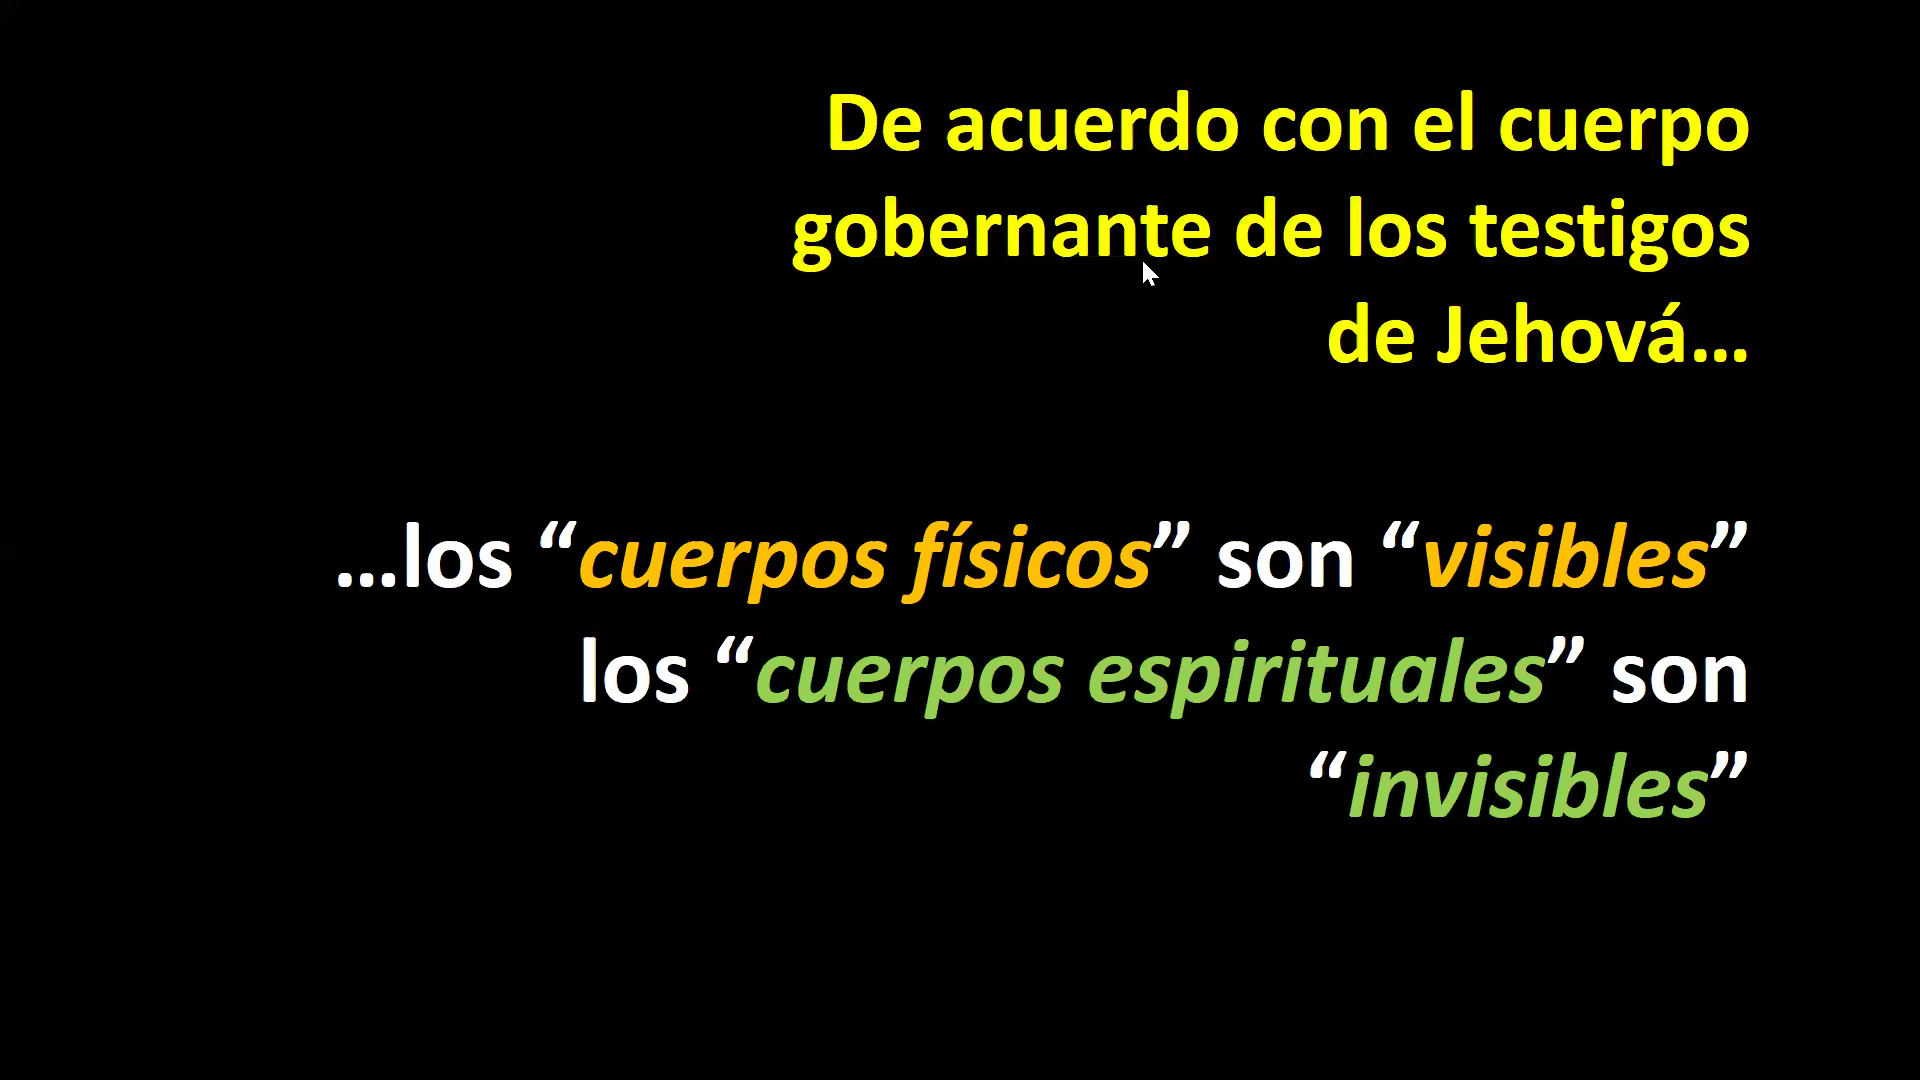 De acuerdo con el cuerpo
gobernante de los testigos
de Jehová...
...los “cuerpos físicos” son “visibles”
los “cuerpos espirituales” son
“invisibles”